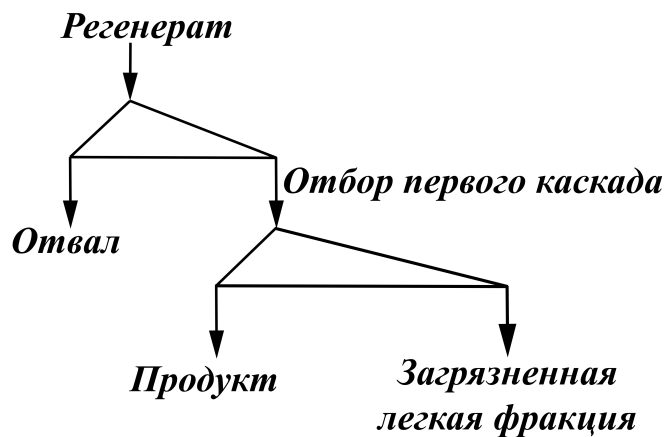 Регенерат
Отбор первого каскада
Отвал
Продукт
Загрязненная
легкая фракция